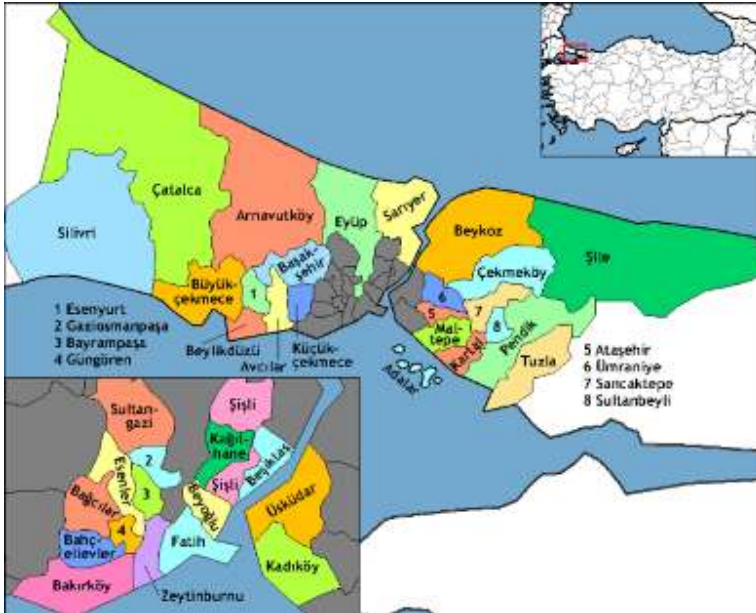 Silivri
Çatalca
Arnavutköy
Eyüp
Sarıyer
Beykoz
Şile
Çekmeköy
Büyük-
çekmece
1
Başak-
şehir
6
5
7
8
Mal-
tepe
Kartal
Pendik
Tuzla
Adalar
Beylikdüzü
Avcılar
Küçük-
çekmece
1 Esenyurt
2 Gaziosmanpaşa
3 Bayrampaşa
4 Güngören
5 Ataşehir
6 Ümraniye
7 Sancaktepe
8 Sultanbeyli
Sultan-
gazi
Şişli
Kağıt-
hane
2
Esenler
3
Şişli
Beşiktaş
Bağcılar
4
Beyoğlu
Üsküdar
Bahç-
elievler
Fatih
Kadıköy
Bakırköy
Zeytinburnu